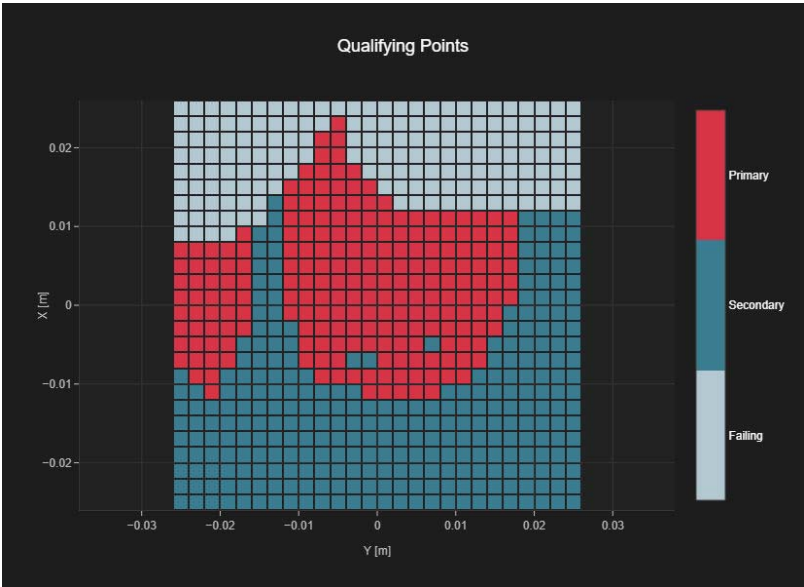 Qualifying Points
0.02
0.01
0
−0.01
−0.02
X [m]
−0.03
−0.02
−0.01
0
0.01
0.02
0.03
Y [m]
Primary
Secondary
Failing